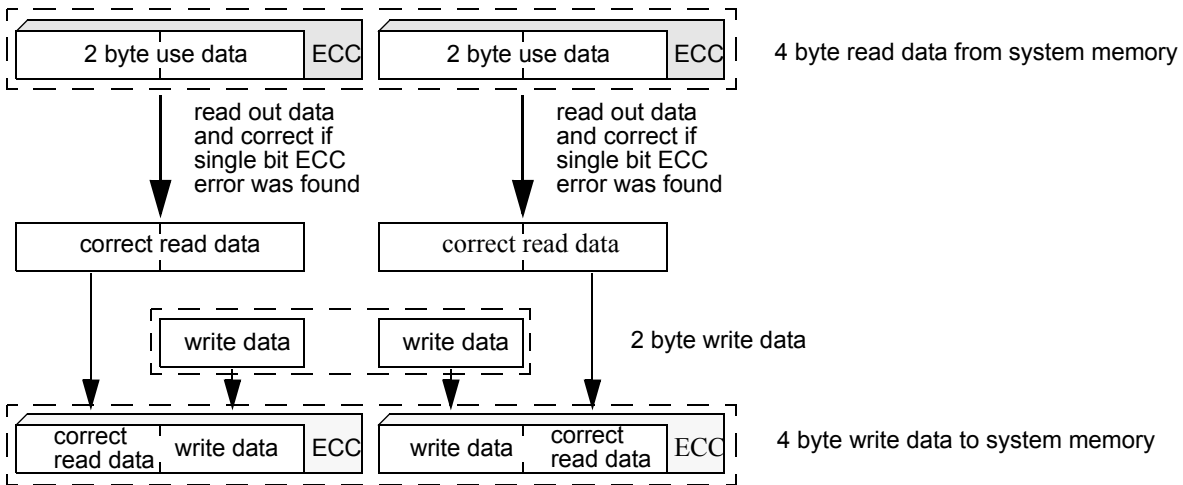 2 byte use data ECC 2 byte use data ECC 4 byte read data from system memory
read out data
and correct if
single bit ECC
error was found
read out data
and correct if
single bit ECC
error was found
correct read data correct read data
write data write data 2 byte write data
correct
read data write data ECC write data correct
read data ECC 4 byte write data to system memory